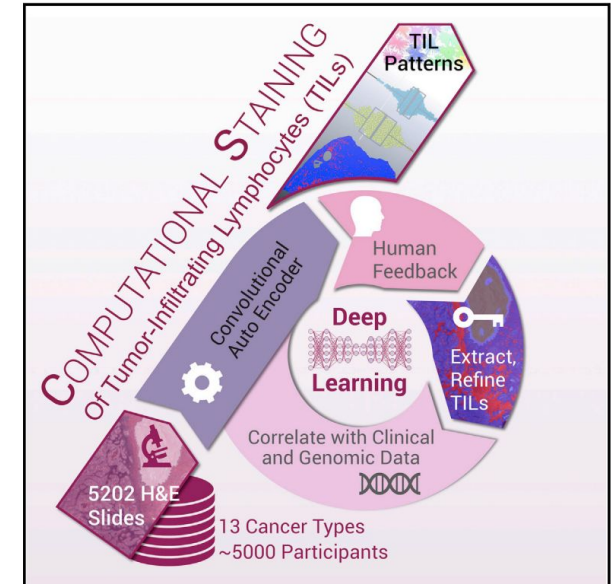 COMPUTATIONAL STAINING
Of Tumor-Infiltrating Lymphocytes (TILs)
TIL
Patterns
Convolutional
Auto Encoder
Human
Feedback
Deep
Learning
Extract,
Refine
TILs
Correlate with Clinical
and Genomic Data
5202 H&E
Slides
13 Cancer Types
~5000 Participants